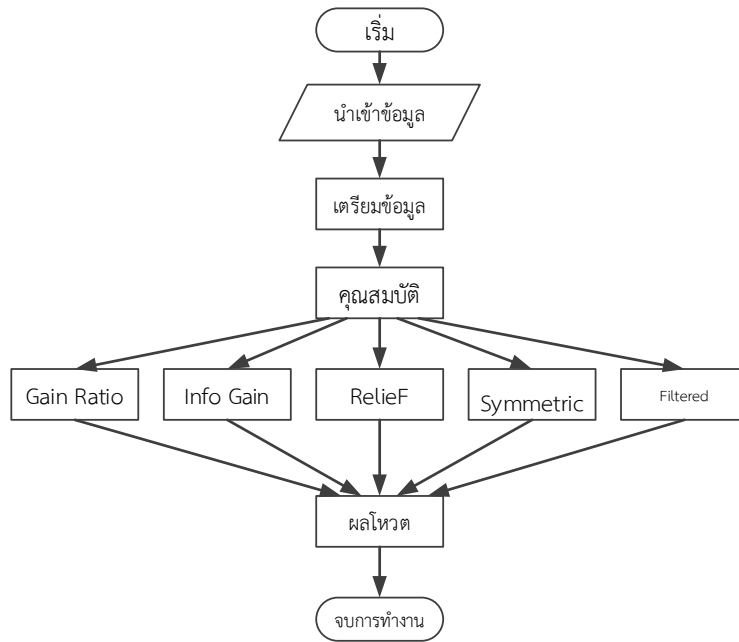 เริ่ม
นำเข้าข้อมูล
เตรียมข้อมูล
คุณสมบัติ
Gain Ratio
Info Gain
RelieF
Symmetric
Filtered
ผลโหวต
จบการทำงาน